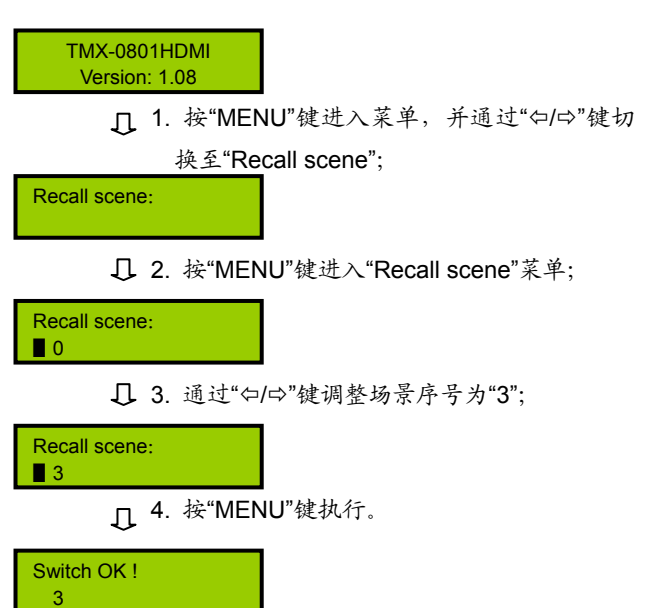 TMX-0801HDMI
Version: 1.08
1. 按“MENU”键进入菜单，并通过“⇦/⇨”键切
换至“Recall scene”;
Recall scene:
2. 按“MENU”键进入“Recall scene”菜单;
Recall scene:
0
3. 通过“⇦/⇨”键调整场景序号为“3”;
Recall scene:
3
4. 按“MENU”键执行。
Switch OK !
3